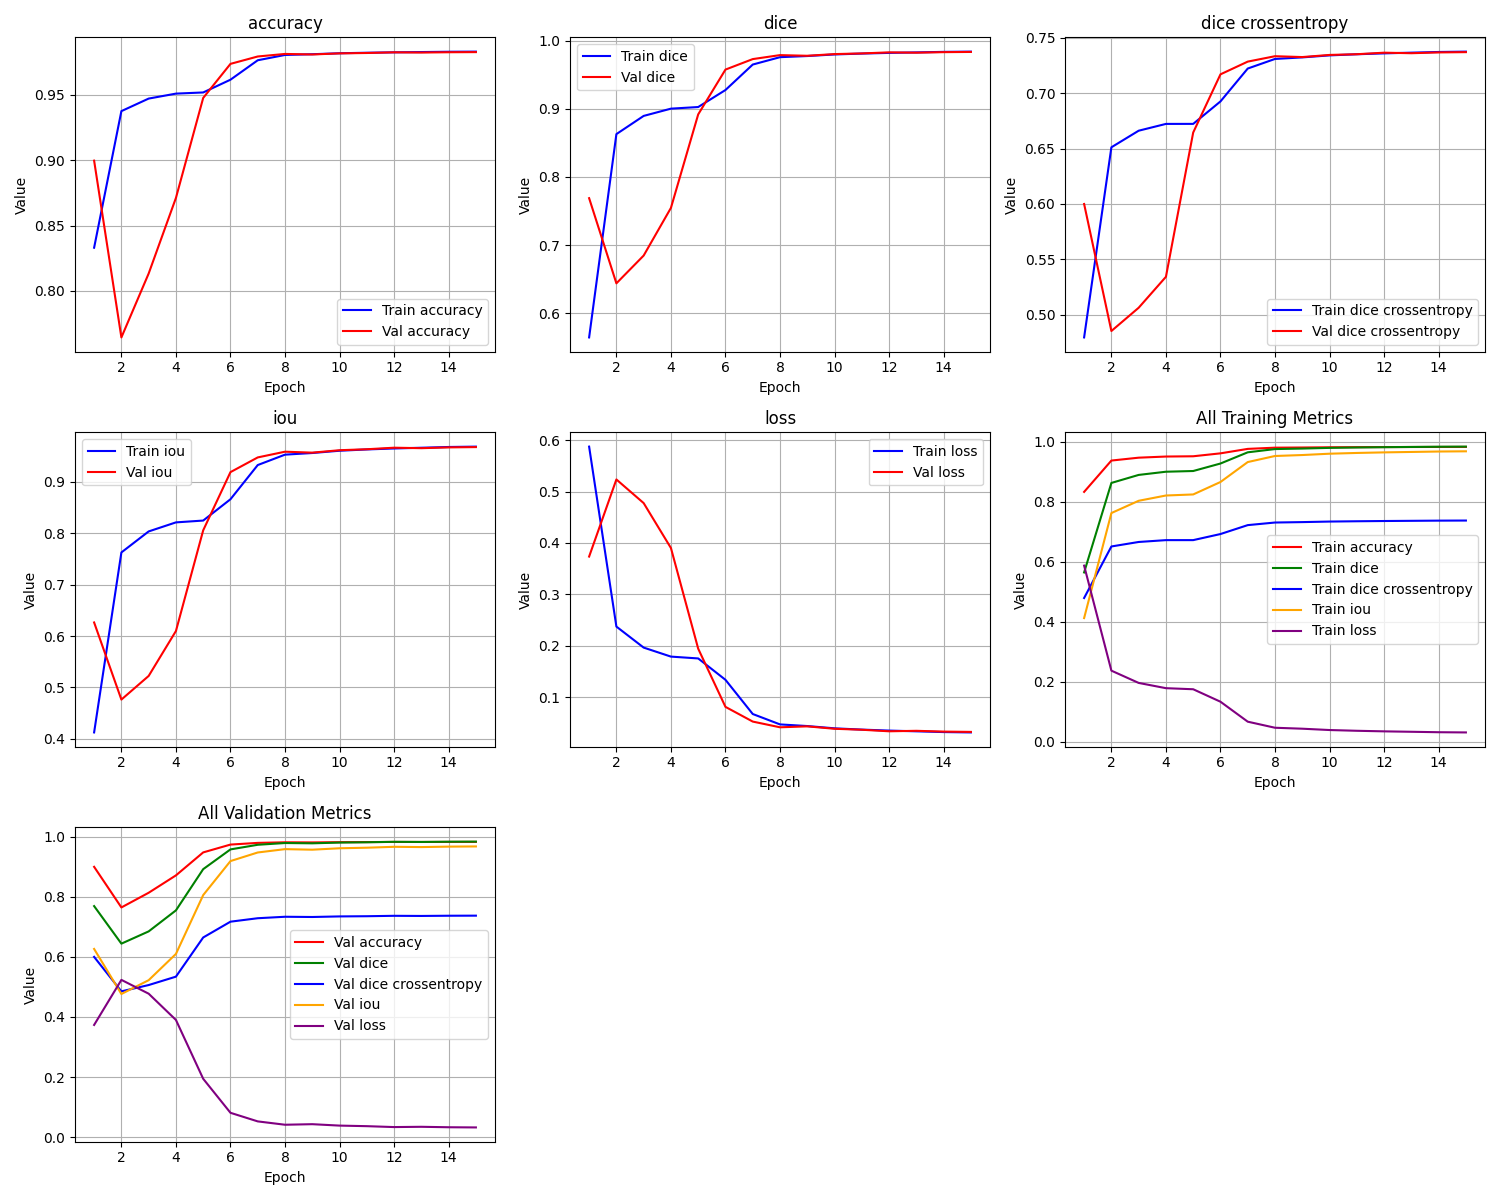 accuracy
Value
0.95
0.90
0.85
0.80
Train accuracy
Val accuracy
2 4 6 8 10 12 14
Epoch
dice
Value
1.0
0.9
0.8
0.7
0.6
Train dice
Val dice
2 4 6 8 10 12 14
Epoch
dice crossentropy
Value
0.75
0.70
0.65
0.60
0.55
0.50
Train dice crossentropy
Val dice crossentropy
2 4 6 8 10 12 14
Epoch
iou
Value
0.9
0.8
0.7
0.6
0.5
0.4
Train iou
Val iou
2 4 6 8 10 12 14
Epoch
loss
Value
0.6
0.5
0.4
0.3
0.2
0.1
Train loss
Val loss
2 4 6 8 10 12 14
Epoch
All Training Metrics
Value
1.0
0.8
0.6
0.4
0.2
0.0
Train accuracy
Train dice
Train dice crossentropy
Train iou
Train loss
2 4 6 8 10 12 14
Epoch
All Validation Metrics
Value
1.0
0.8
0.6
0.4
0.2
0.0
Val accuracy
Val dice
Val dice crossentropy
Val iou
Val loss
2 4 6 8 10 12 14
Epoch